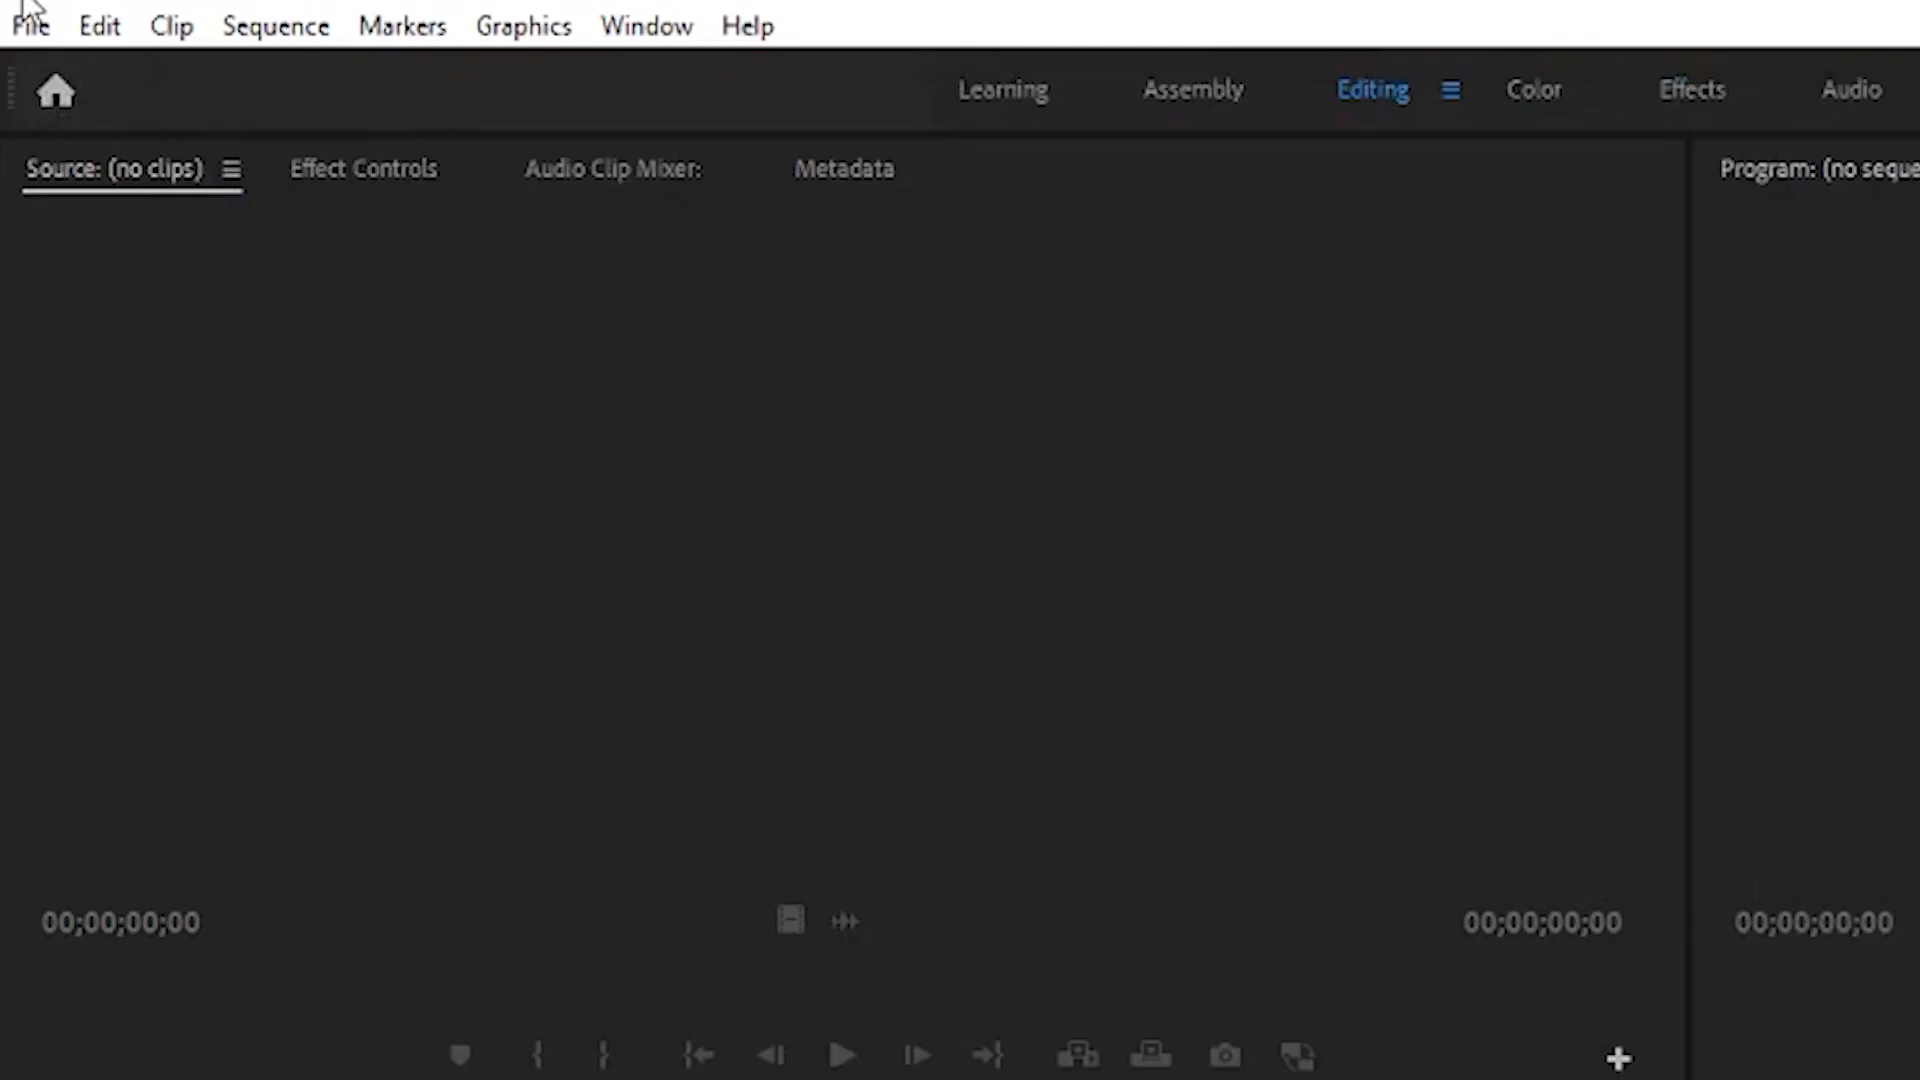 File Edit Clip Sequence Markers Graphics Window Help
Learning Assembly Editing Color Effects Audio
Source: (no clips) Effect Controls Audio Clip Mixer: Metadata Program: (no seque
00;00;00;00 00;00;00;00 00;00;00;00